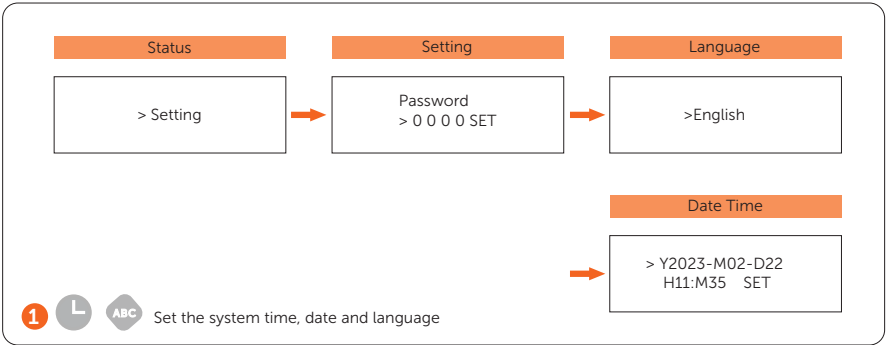 Status
> Setting
Setting
Password
> 0 0 0 0 SET
Language
>English
Date Time
> Y2023-M02-D22
H11:M35 SET
1
ABC
Set the system time, date and language